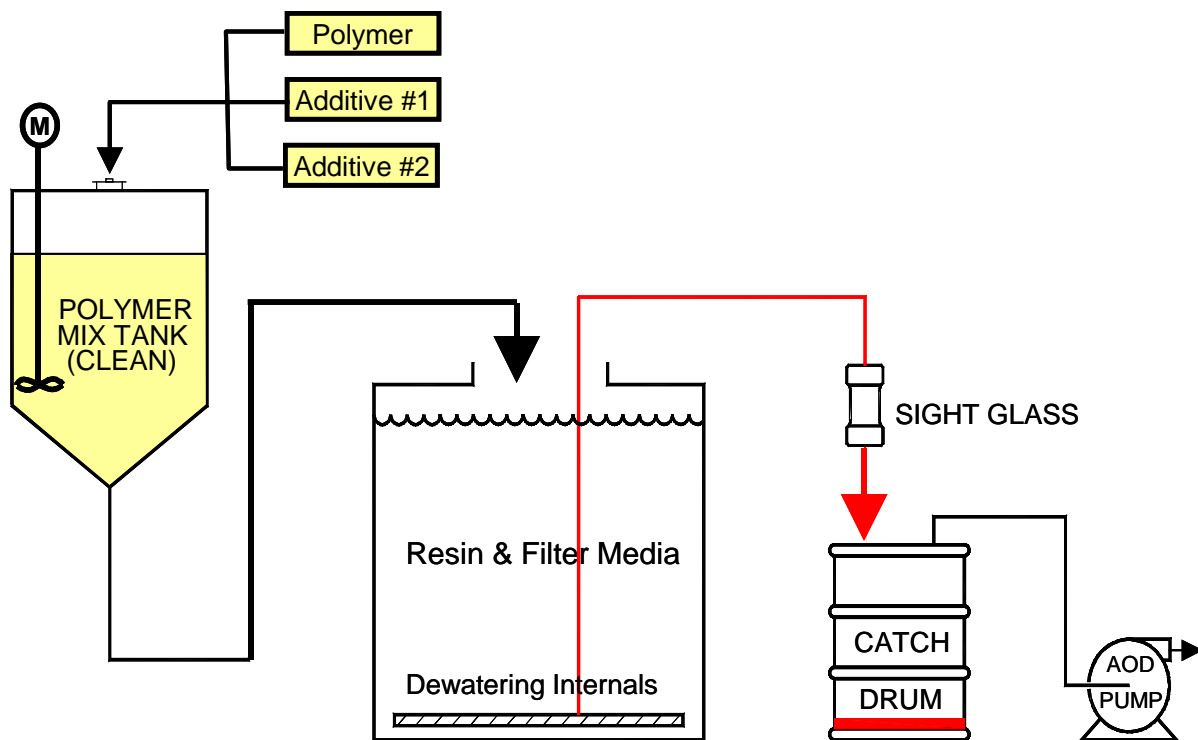 Polymer
Additive #1
Additive #2
M
POLYMER
MIX TANK
(CLEAN)
SIGHT GLASS
Resin & Filter Media
Dewatering Internals
CATCH
DRUM
AOD
PUMP